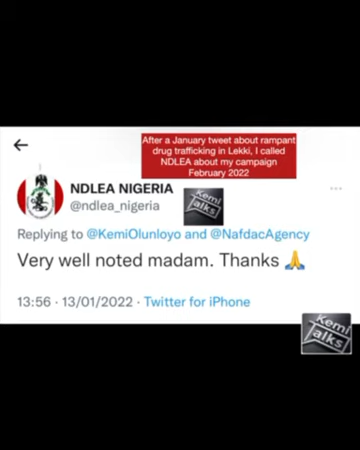 After a January tweet about rampant
drug trafficking in Lekki, I called
NDLEA about my campaign
February 2022
NDLEA NIGERIA
@ndlea_nigeria
Kemi
Talks
Replying to @KemiOlunloyo and @NafdacAgency
Very well noted madam. Thanks 🙏
13:56 · 13/01/2022 · Twitter for iPhone
Kemi
Talks